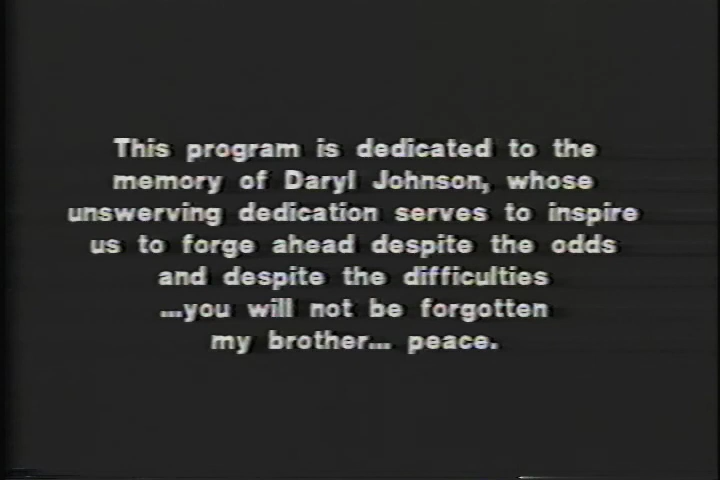 This program is dedicated to the
memory of Daryl Johnson, whose
unswerving dedication serves to inspire
us to forge ahead despite the odds
and despite the difficulties
...you will not be forgotten
my brother... peace.